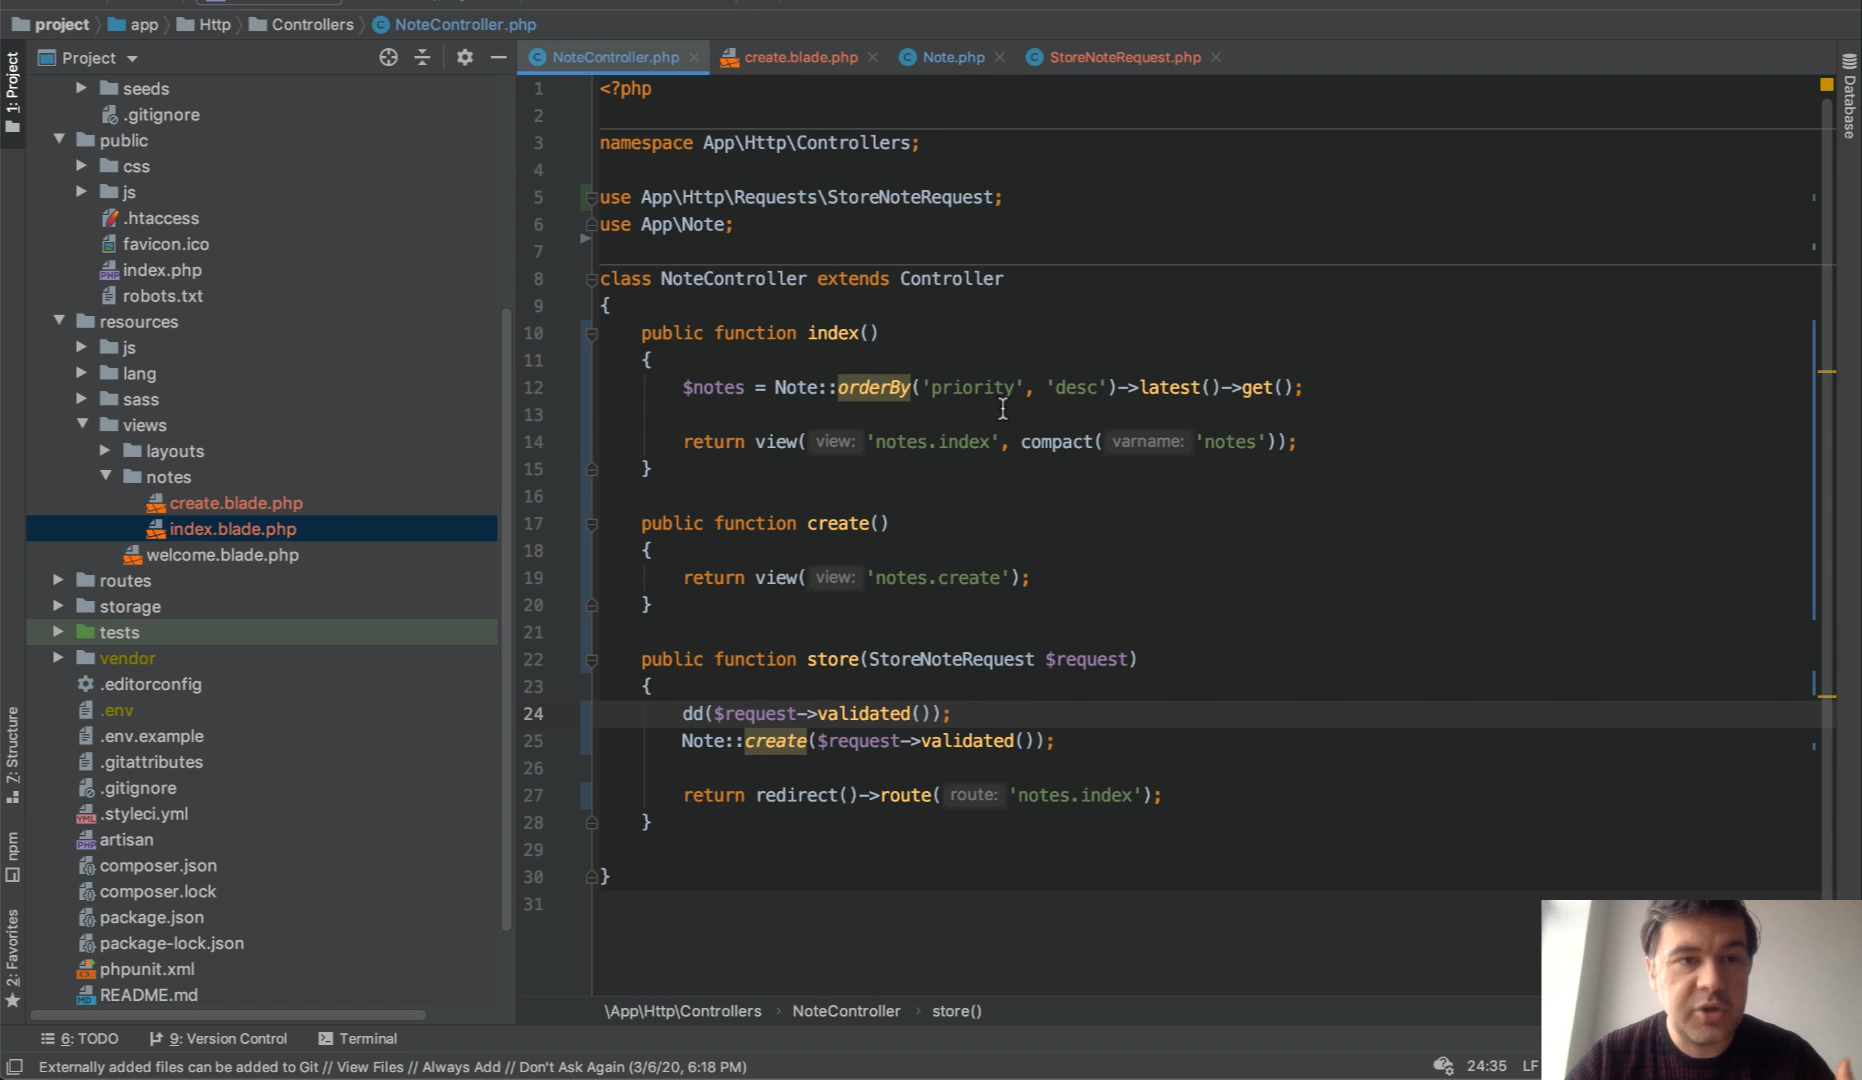 project app Http Controllers NoteController.php
Project
NoteController.php create.blade.php Note.php StoreNoteRequest.php
1: Project
7: Structure
npm
2: Favorites
Database
seeds
.gitignore
public
css
js
.htaccess
favicon.ico
index.php
robots.txt
resources
js
lang
sass
views
layouts
notes
create.blade.php
index.blade.php
welcome.blade.php
routes
storage
tests
vendor
.editorconfig
.env
.env.example
.gitattributes
.gitignore
.styleci.yml
artisan
composer.json
composer.lock
package.json
package-lock.json
phpunit.xml
README.md
1 <?php
2
3 namespace App\Http\Controllers;
4
5 use App\Http\Requests\StoreNoteRequest;
6 use App\Note;
7
8 class NoteController extends Controller
9 {
10 public function index()
11 {
12 $notes = Note::orderBy('priority', 'desc')->latest()->get();
13
14 return view( view: 'notes.index', compact( varname: 'notes'));
15 }
16
17 public function create()
18 {
19 return view( view: 'notes.create');
20 }
21
22 public function store(StoreNoteRequest $request)
23 {
24 dd($request->validated());
25 Note::create($request->validated());
26
27 return redirect()->route( route: 'notes.index');
28 }
29
30 }
31
\App\Http\Controllers › NoteController › store()
6: TODO 9: Version Control Terminal
Externally added files can be added to Git // View Files // Always Add // Don't Ask Again (3/6/20, 6:18 PM) 24:35 LF